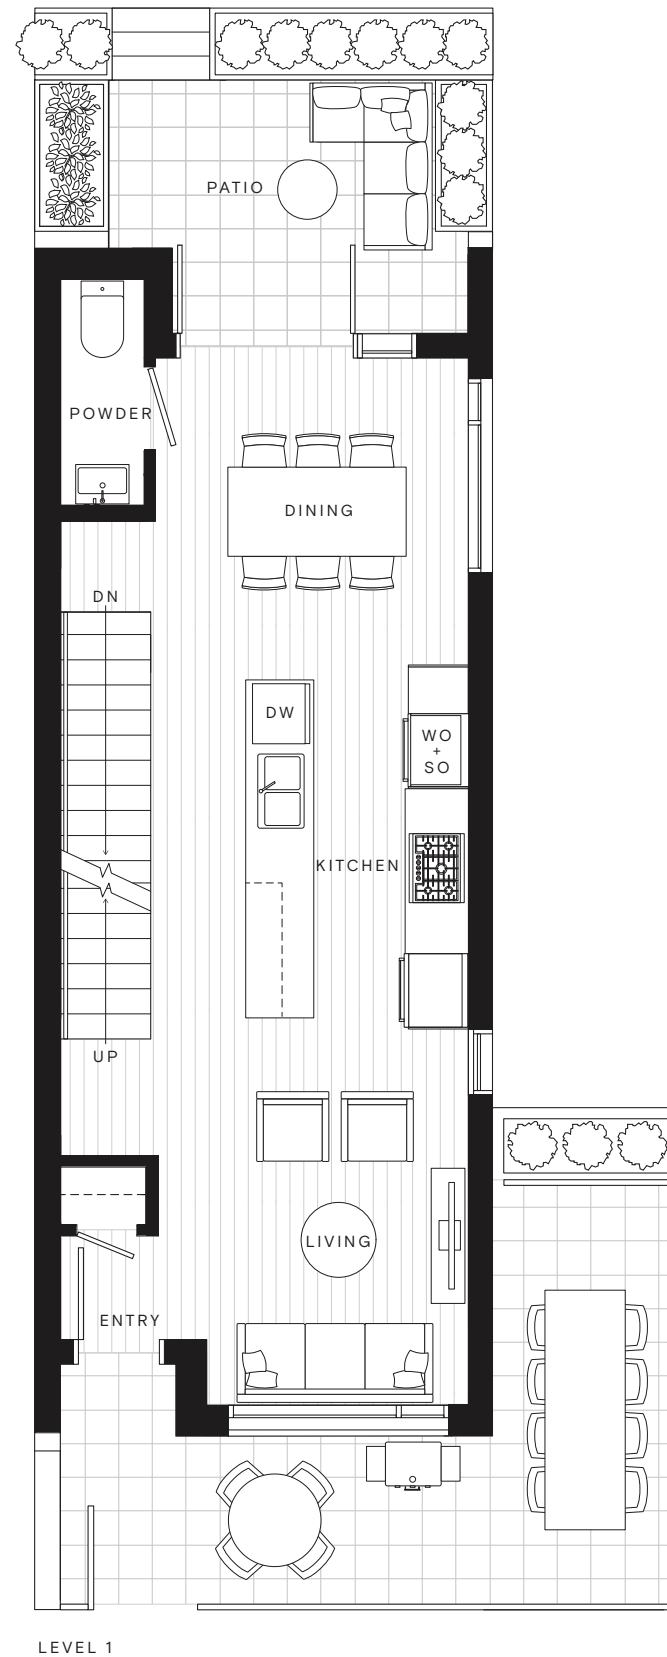 PATIO
POWDER
DINING
DN
DW
WO
+
SO
KITCHEN
UP
LIVING
ENTRY
LEVEL 1